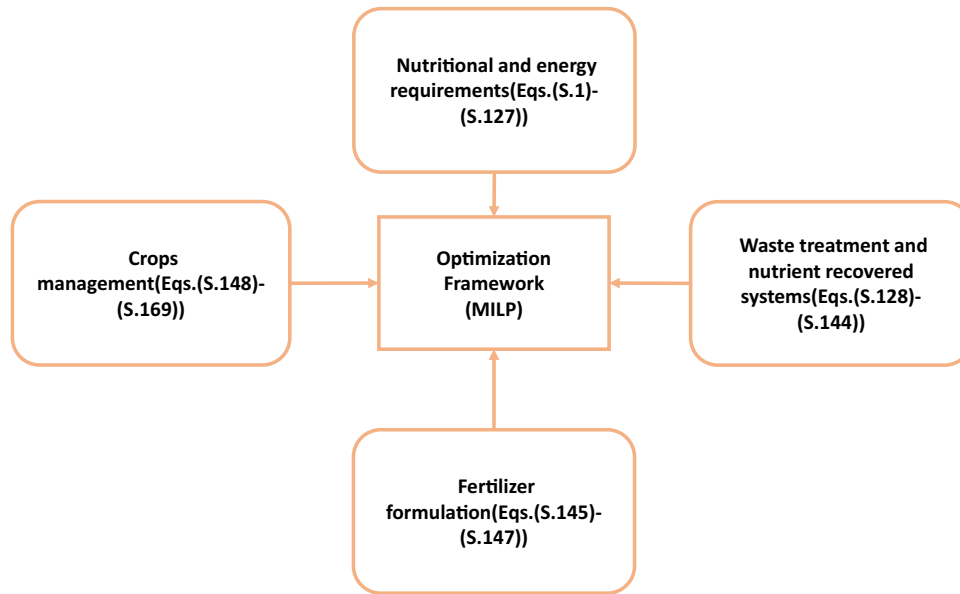 Nutritional and energy
requirements(Eqs.(S.1)-
(S.127))
Crops
management(Eqs.(S.148)-
(S.169))
Optimization
Framework
(MILP)
Waste treatment and
nutrient recovered
systems(Eqs.(S.128)-
(S.144))
Fertilizer
formulation(Eqs.(S.145)-
(S.147))